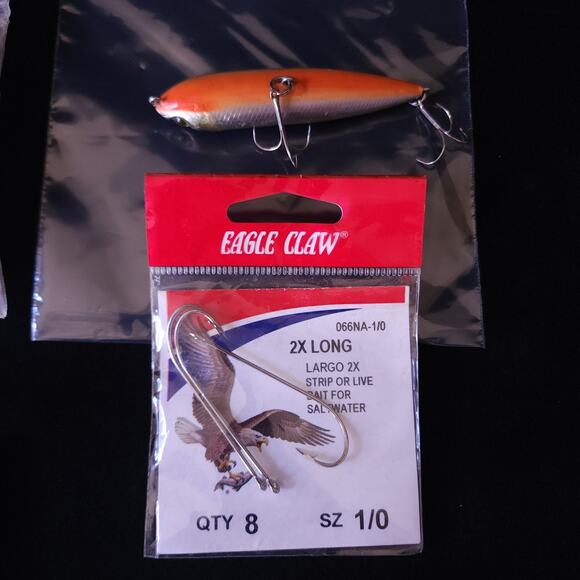 EAGLE CLAW®
066NA-1/0
2X LONG
LARGO 2X
STRIP OR LIVE
BAIT FOR
SALTWATER
QTY 8
SZ 1/0